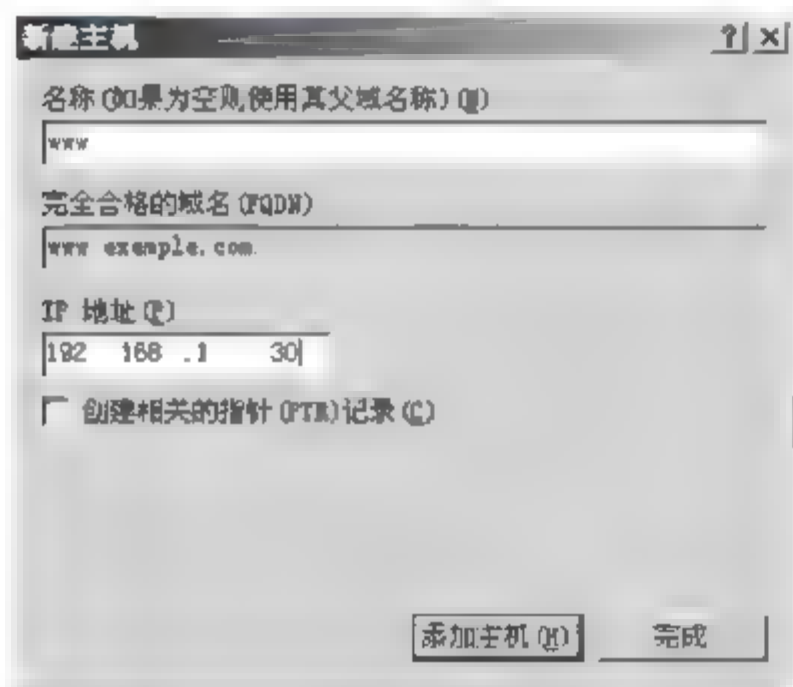 新建主机
?
×
名称(如果为空则使用其父域名称)(N)
www
完全合格的域名(FQDN)
www example.com.
IP 地址(P)
192 168 .1 30
创建相关的指针(PTR)记录(C)
添加主机(H)
完成